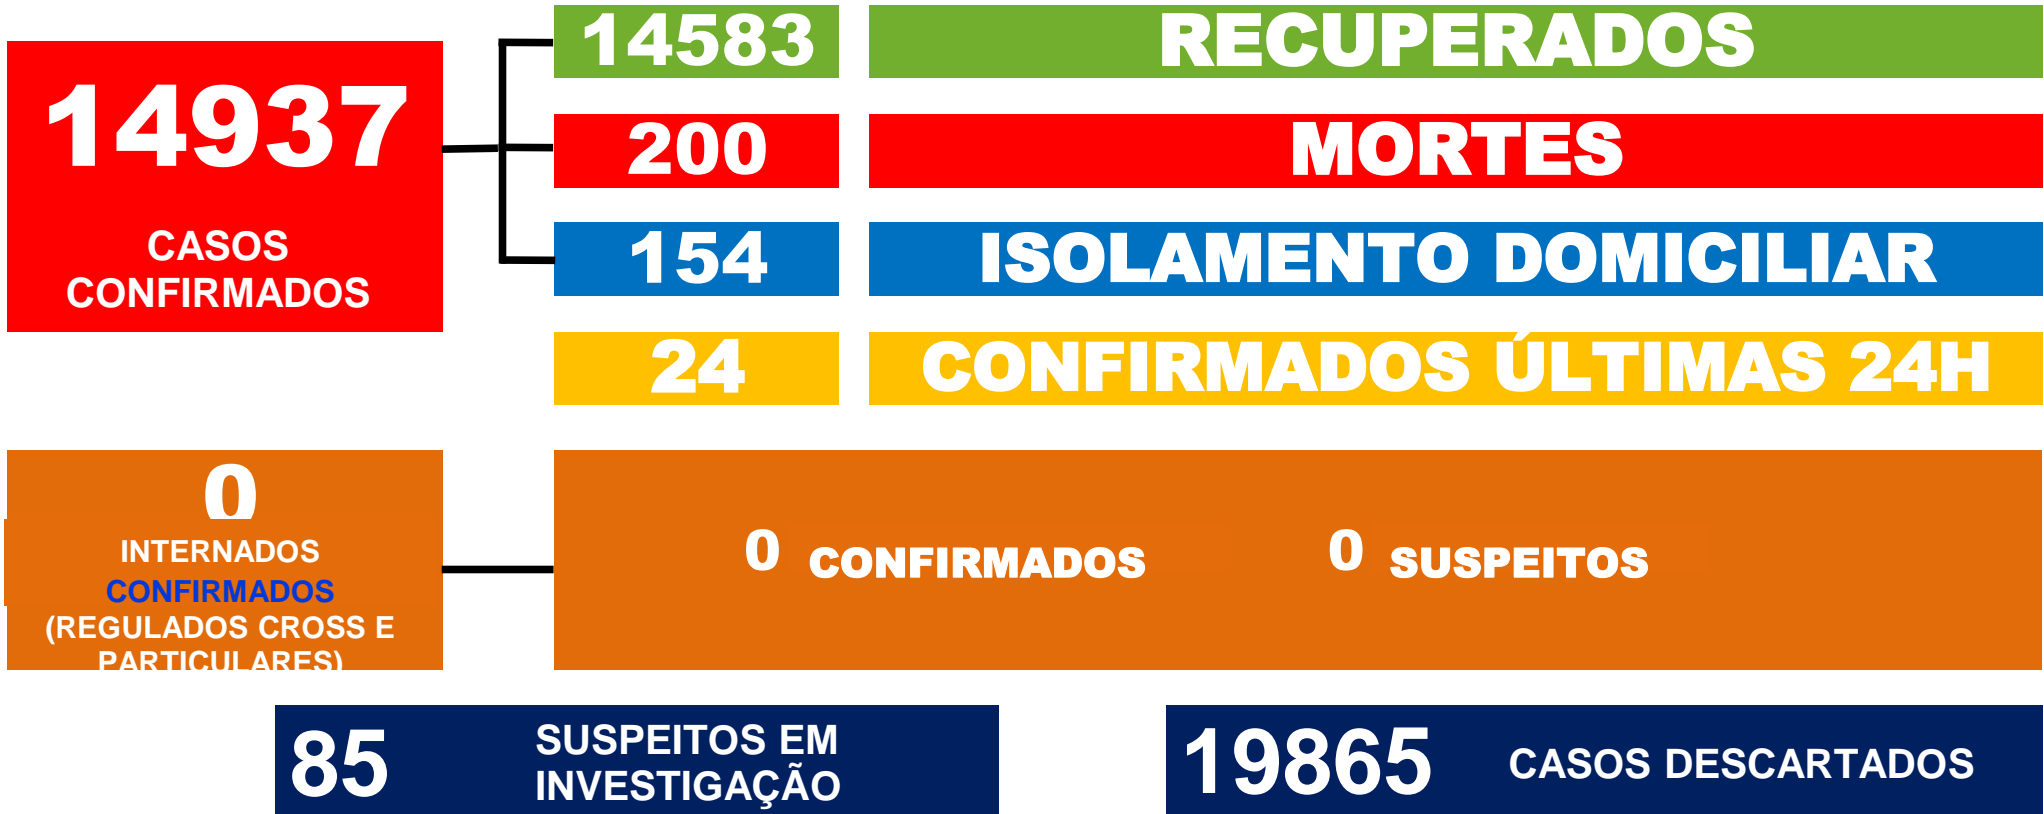 14937
CASOS
CONFIRMADOS
14583 RECUPERADOS
200 MORTES
154 ISOLAMENTO DOMICILIAR
24 CONFIRMADOS ÚLTIMAS 24H
0
INTERNADOS
CONFIRMADOS
(REGULADOS CROSS E
PARTICULARES)
0 CONFIRMADOS 0 SUSPEITOS
85 SUSPEITOS EM
INVESTIGAÇÃO
19865 CASOS DESCARTADOS